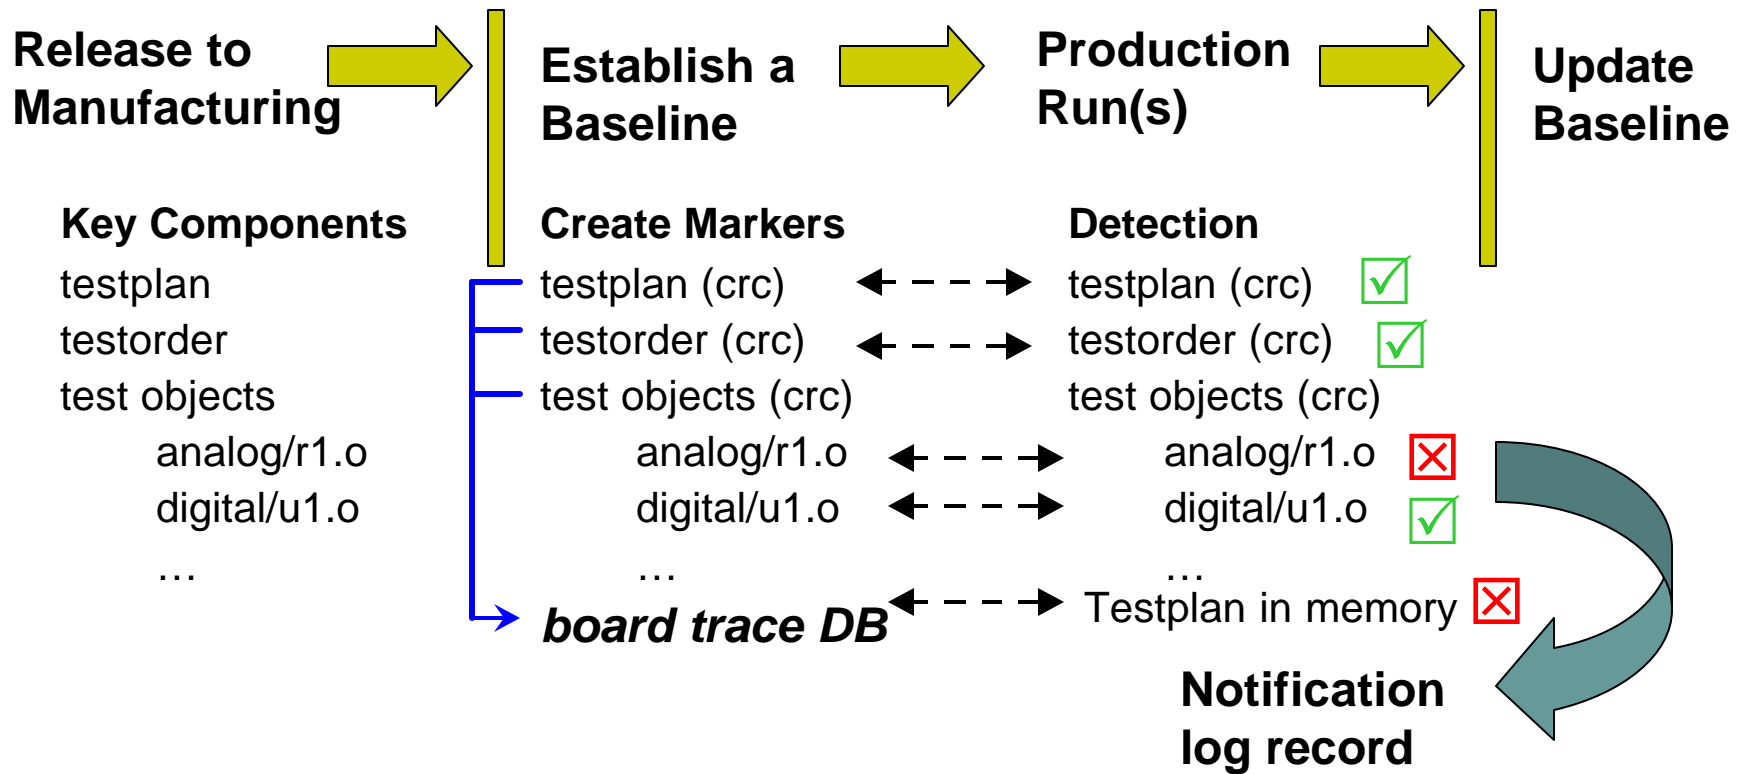 Release to
Manufacturing
Establish a
Baseline
Production
Run(s)
Update
Baseline
Key Components
testplan
testorder
test objects
analog/r1.o
digital/u1.o
…
Create Markers
testplan (crc)
testorder (crc)
test objects (crc)
analog/r1.o
digital/u1.o
…
board trace DB
Detection
testplan (crc)
testorder (crc)
test objects (crc)
analog/r1.o
digital/u1.o
…
Testplan in memory
Notification
log record